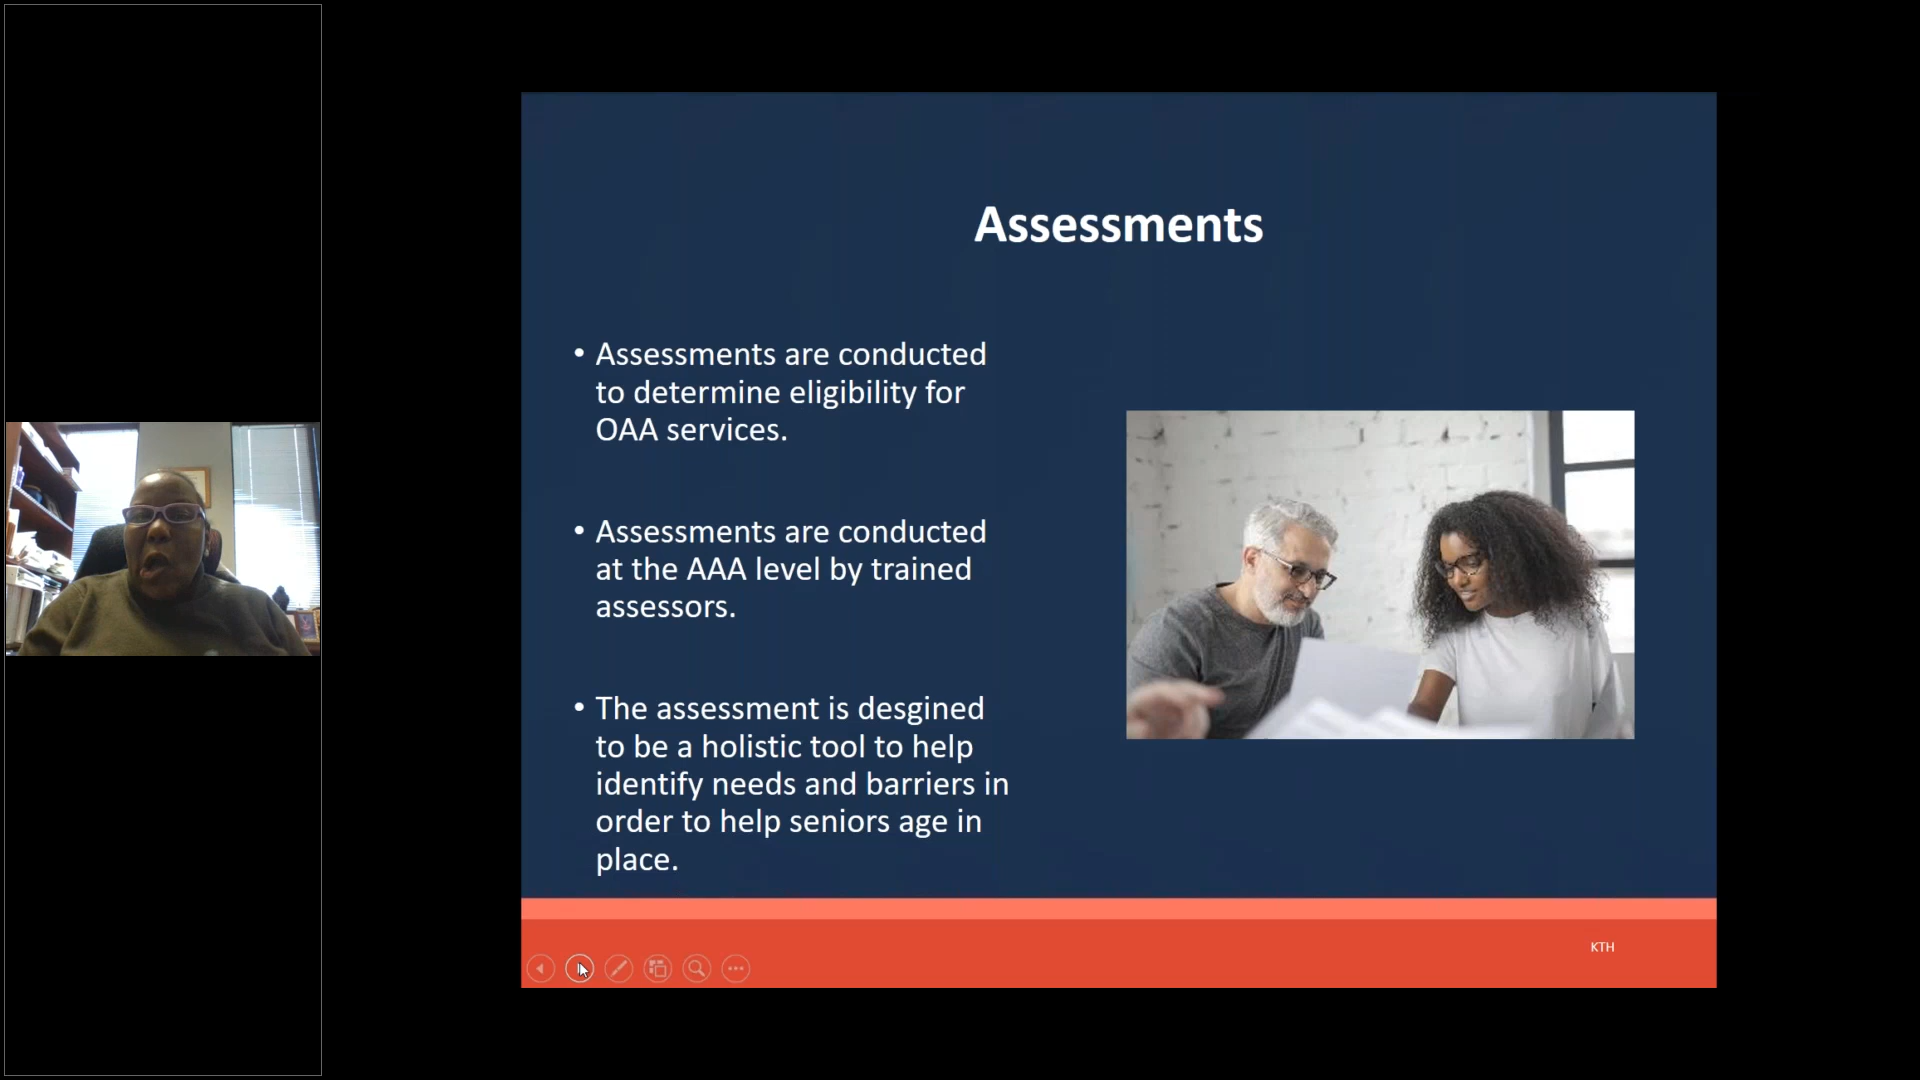 Assessments
• Assessments are conducted
to determine eligibility for
OAA services.
• Assessments are conducted
at the AAA level by trained
assessors.
• The assessment is desgined
to be a holistic tool to help
identify needs and barriers in
order to help seniors age in
place.
KTH